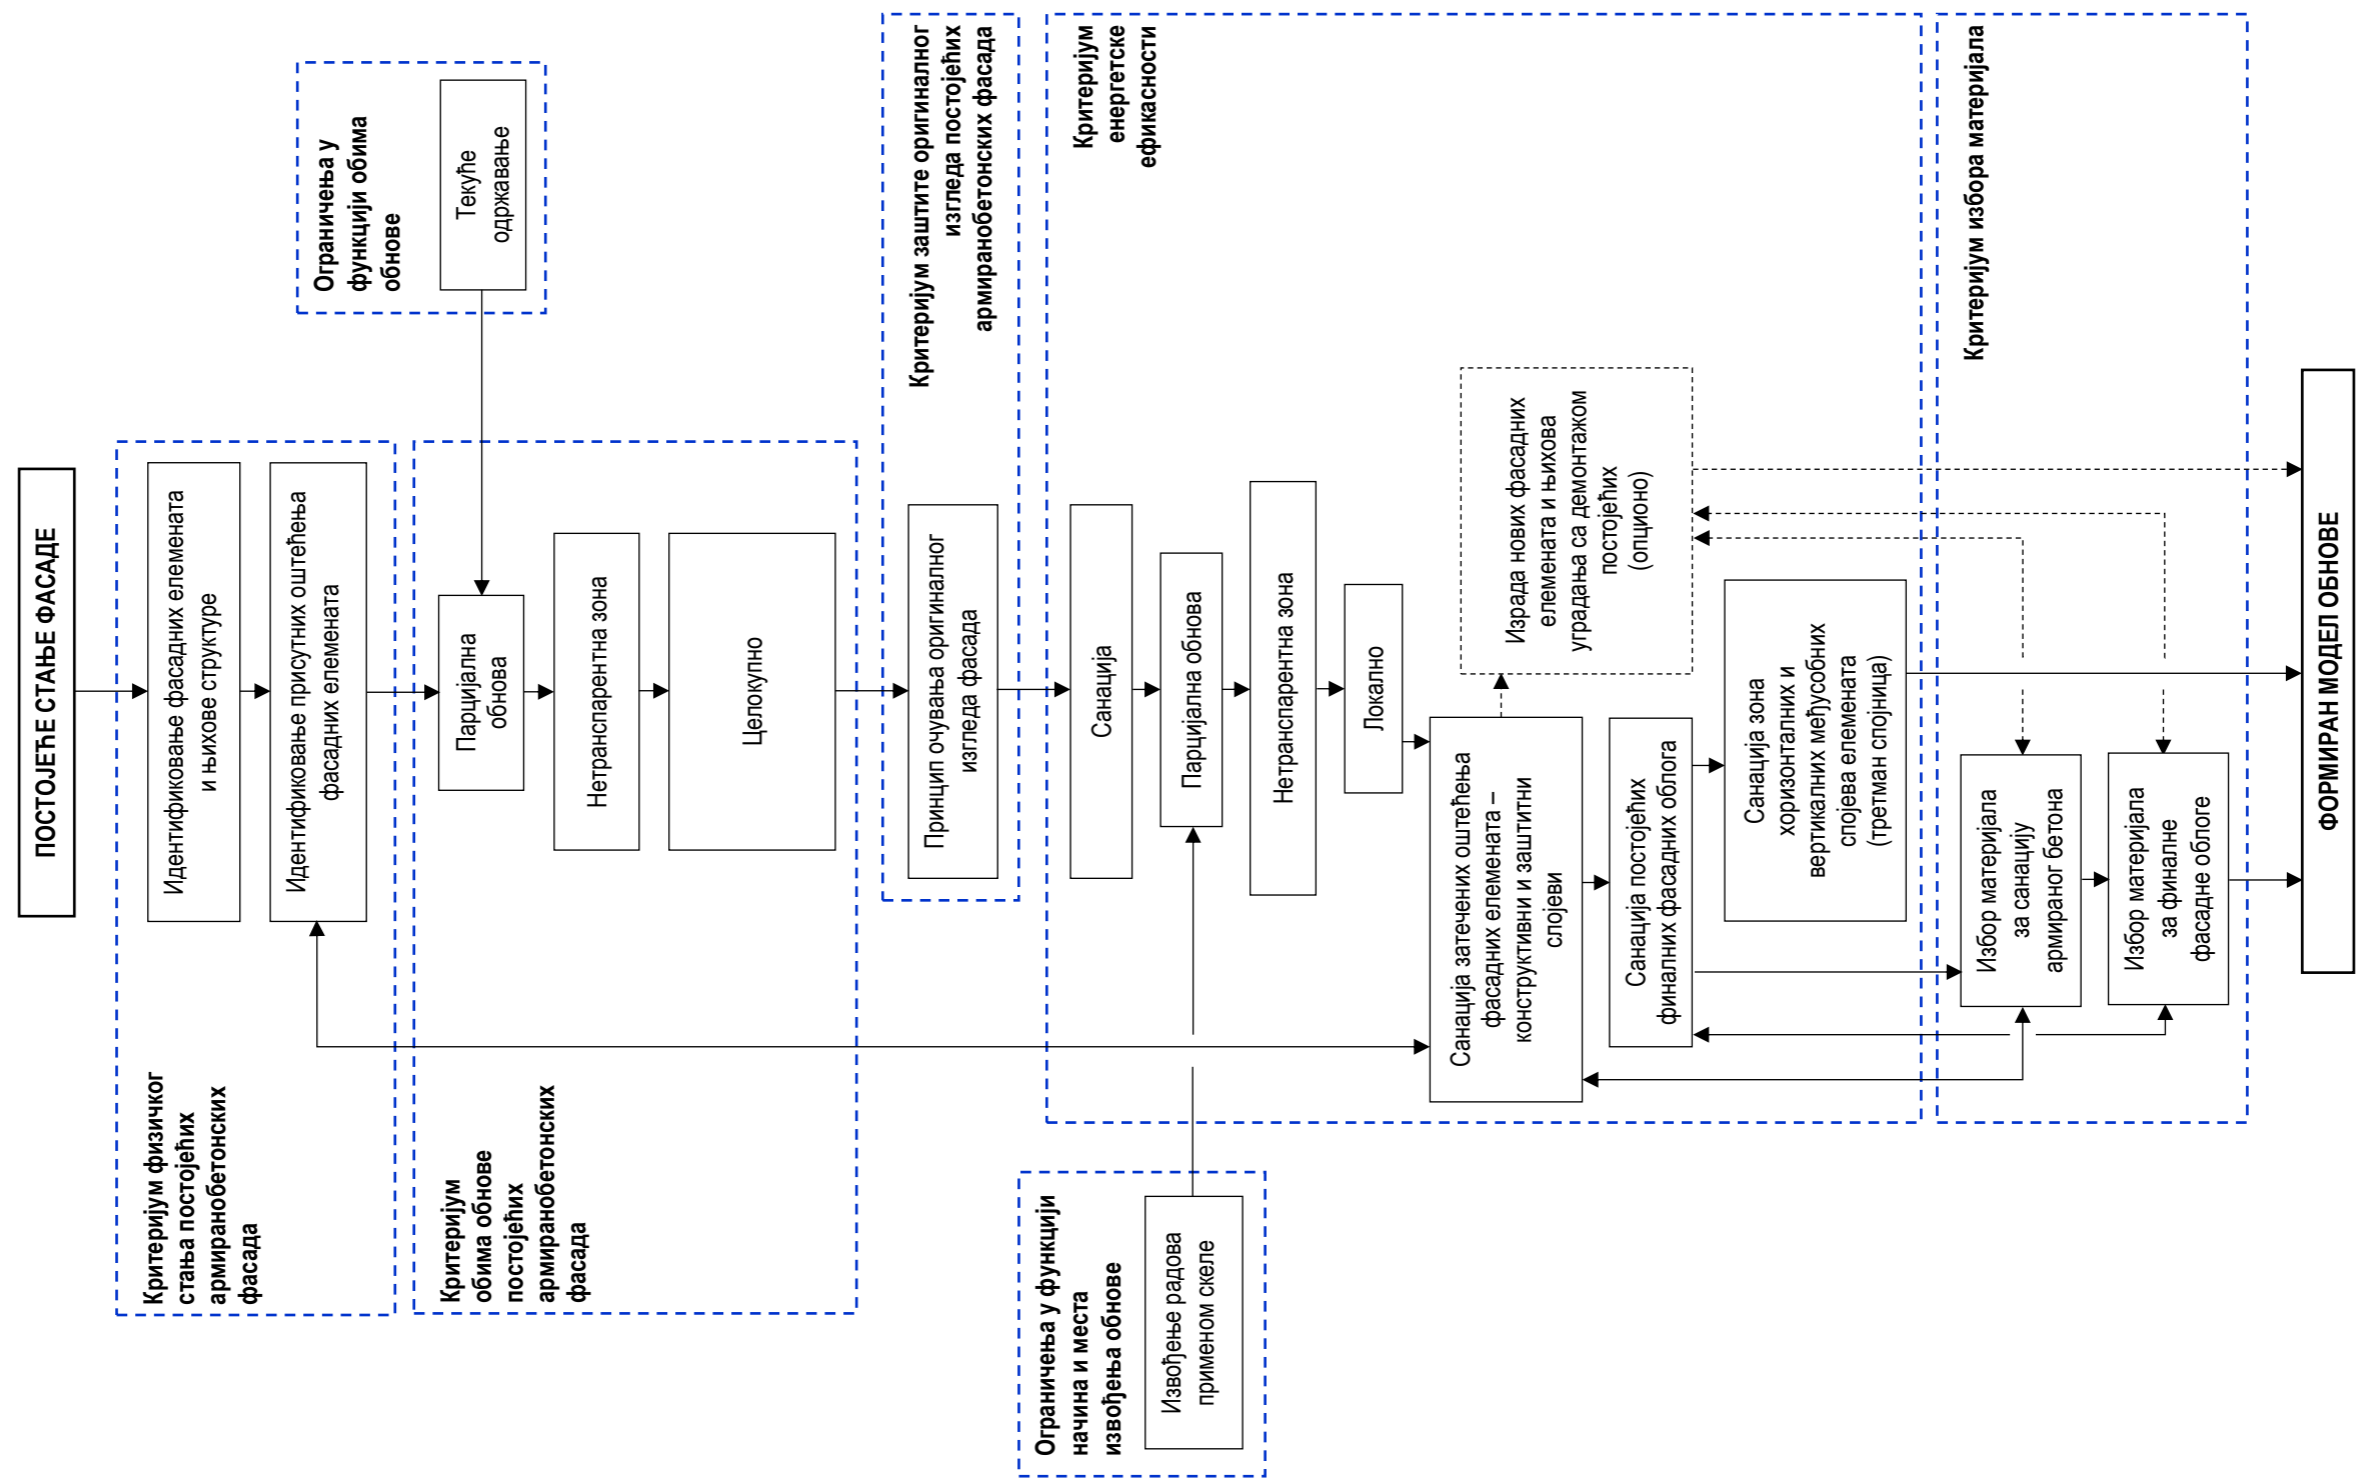 ПОСТОЈЕЋЕ СТАЊЕ ФАСАДЕ
Критеријум физичког
стања постојећих
армиранобетонских
фасада
Идентификовање фасадних елемената
и њихове структуре
Идентификовање присутних оштећења
фасадних елемената
Ограничења у
функцији обима
обнове
Текуће
одржавање
Критеријум
обима обнове
постојећих
армиранобетонских
фасада
Парцијална
обнова
Нетранспарентна зона
Целокупно
Критеријум заштите оригиналног
изгледа постојећих
армиранобетонских фасада
Принцип очувања оригиналног
изгледа фасада
Ограничења у функцији
начина и места
извођења обнове
Извођење радова
применом скеле
Критеријум
енергетске
ефикасности
Санација
Парцијална обнова
Нетранспарентна зона
Локално
Санација затечених оштећења
фасадних елемената –
конструктивни и заштитни
слојеви
Израда нових фасадних
елемената и њихова
уградања са демонтажом
постојећих
(опционо)
Санација постојећих
финалних фасадних облога
Санација зона
хоризонталних и
вертикалних међусобних
спојева елемената
(третман спојница)
Критеријум избора материјала
Избор материјала
за санацију
армираног бетона
Избор материјала
за финалне
фасадне облоге
ФОРМИРАН МОДЕЛ ОБНОВЕ